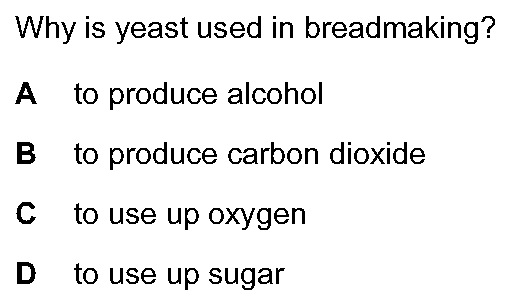 Why is yeast used in breadmaking?
A to produce alcohol
B to produce carbon dioxide
C to use up oxygen
D to use up sugar